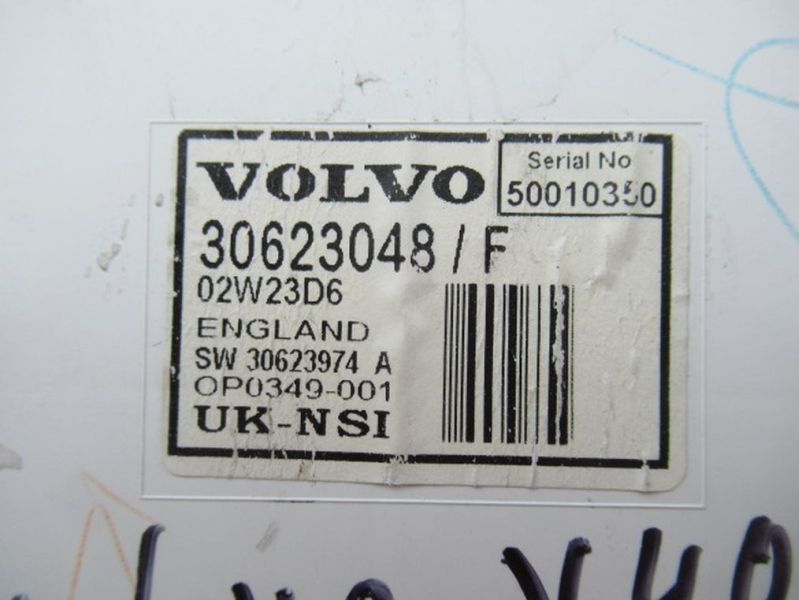 VOLVO
Serial No
50010350
30623048 / F
02W23D6
ENGLAND
SW 30623974 A
OP0349-001
UK-NSI